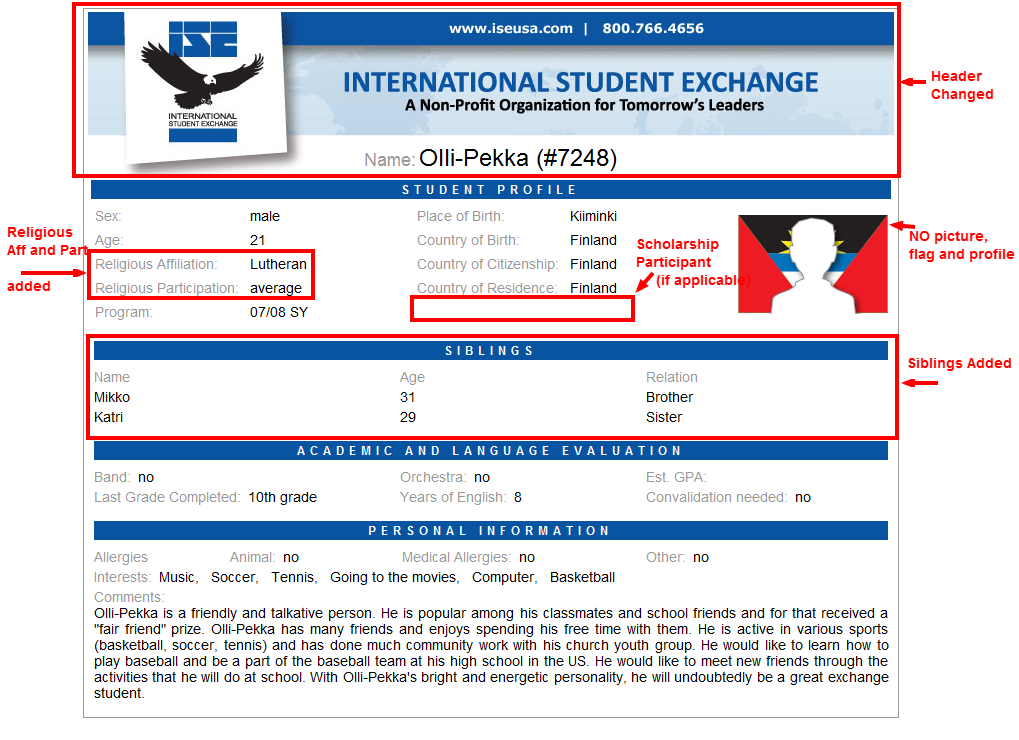 www.iseusa.com | 800.766.4656
ISE
INTERNATIONAL
STUDENT EXCHANGE
INTERNATIONAL STUDENT EXCHANGE
A Non-Profit Organization for Tomorrow's Leaders
Header
Changed
Name: Olli-Pekka (#7248)
STUDENT PROFILE
Sex: male Place of Birth: Kiiminki
Age: 21 Country of Birth: Finland
Religious Affiliation: Lutheran Country of Citizenship: Finland
Religious Participation: average Country of Residence: Finland
Program: 07/08 SY
Religious
Aff and Part
added
Scholarship
Participant
(if applicable)
NO picture,
flag and profile
SIBLINGS
Name Age Relation
Mikko 31 Brother
Katri 29 Sister
Siblings Added
ACADEMIC AND LANGUAGE EVALUATION
Band: no Orchestra: no Est. GPA:
Last Grade Completed: 10th grade Years of English: 8 Convalidation needed: no
PERSONAL INFORMATION
Allergies Animal: no Medical Allergies: no Other: no
Interests: Music, Soccer, Tennis, Going to the movies, Computer, Basketball
Comments:
Olli-Pekka is a friendly and talkative person. He is popular among his classmates and school friends and for that received a
"fair friend" prize. Olli-Pekka has many friends and enjoys spending his free time with them. He is active in various sports
(basketball, soccer, tennis) and has done much community work with his church youth group. He would like to learn how to
play baseball and be a part of the baseball team at his high school in the US. He would like to meet new friends through the
activities that he will do at school. With Olli-Pekka's bright and energetic personality, he will undoubtedly be a great exchange
student.